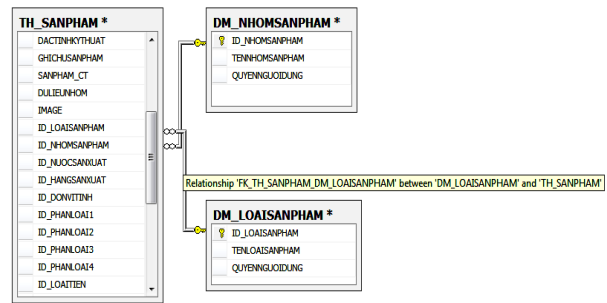 TH_SANPHAM *
DACTINHKYTHUAT
GHICHUSANPHAM
SANPHAM_CT
DULIEUNHOM
IMAGE
ID_LOAISANPHAM
ID_NHOMSANPHAM
ID_NUOCSANXUAT
ID_HANGSANXUAT
ID_DONVITINH
ID_PHANLOAI1
ID_PHANLOAI2
ID_PHANLOAI3
ID_PHANLOAI4
ID_LOAITIEN
DM_NHOMSANPHAM *
ID_NHOMSANPHAM
TENNHOMSANPHAM
QUYENNGUOIDUNG
Relationship 'FK_TH_SANPHAM_DM_LOAISANPHAM' between 'DM_LOAISANPHAM' and 'TH_SANPHAM'
DM_LOAISANPHAM *
ID_LOAISANPHAM
TENLOAISANPHAM
QUYENNGUOIDUNG